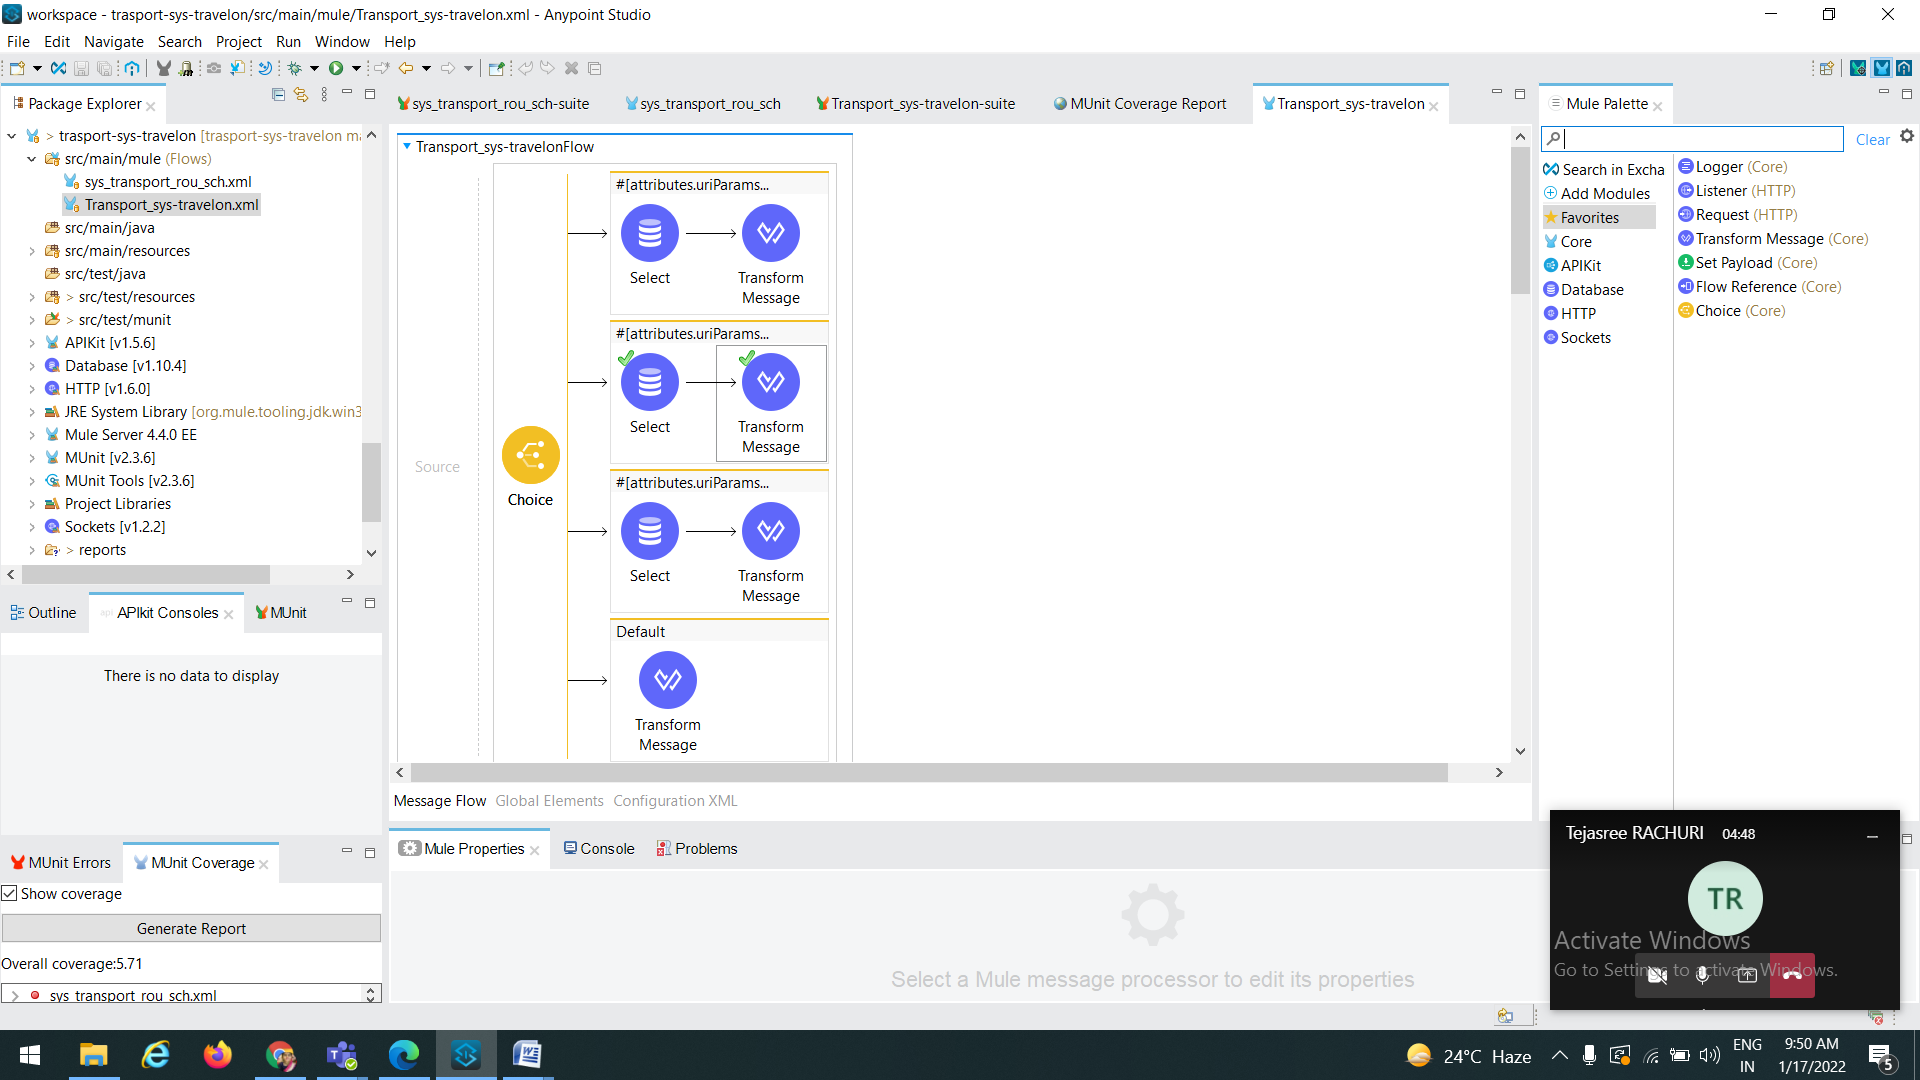 workspace - trasport-sys-travelon/src/main/mule/Transport_sys-travelon.xml - Anypoint Studio
File Edit Navigate Search Project Run Window Help
Package Explorer
> trasport-sys-travelon [trasport-sys-travelon ma
src/main/mule (Flows)
sys_transport_rou_sch.xml
Transport_sys-travelon.xml
src/main/java
src/main/resources
src/test/java
> src/test/resources
> src/test/munit
APIKit [v1.5.6]
Database [v1.10.4]
HTTP [v1.6.0]
JRE System Library [org.mule.tooling.jdk.win3
Mule Server 4.4.0 EE
MUnit [v2.3.6]
MUnit Tools [v2.3.6]
Project Libraries
Sockets [v1.2.2]
> reports
Outline APIkit Consoles MUnit
There is no data to display
MUnit Errors MUnit Coverage
Show coverage
Generate Report
Overall coverage:5.71
sys_transport_rou_sch.xml
sys_transport_rou_sch-suite sys_transport_rou_sch Transport_sys-travelon-suite MUnit Coverage Report Transport_sys-travelon
Transport_sys-travelonFlow
Source
Choice
#[attributes.uriParams...
Select
Transform Message
#[attributes.uriParams...
Select
Transform Message
#[attributes.uriParams...
Select
Transform Message
Default
Transform Message
Message Flow Global Elements Configuration XML
Mule Properties Console Problems
Select a Mule message processor to edit its properties
Mule Palette
Clear
Search in Excha
Add Modules
Favorites
Core
APIKit
Database
HTTP
Sockets
Logger (Core)
Listener (HTTP)
Request (HTTP)
Transform Message (Core)
Set Payload (Core)
Flow Reference (Core)
Choice (Core)
Tejasree RACHURI 04:48
TR
Activate Windows
Go to Settings to activate Windows.
24°C Haze
ENG
IN
9:50 AM
1/17/2022
5